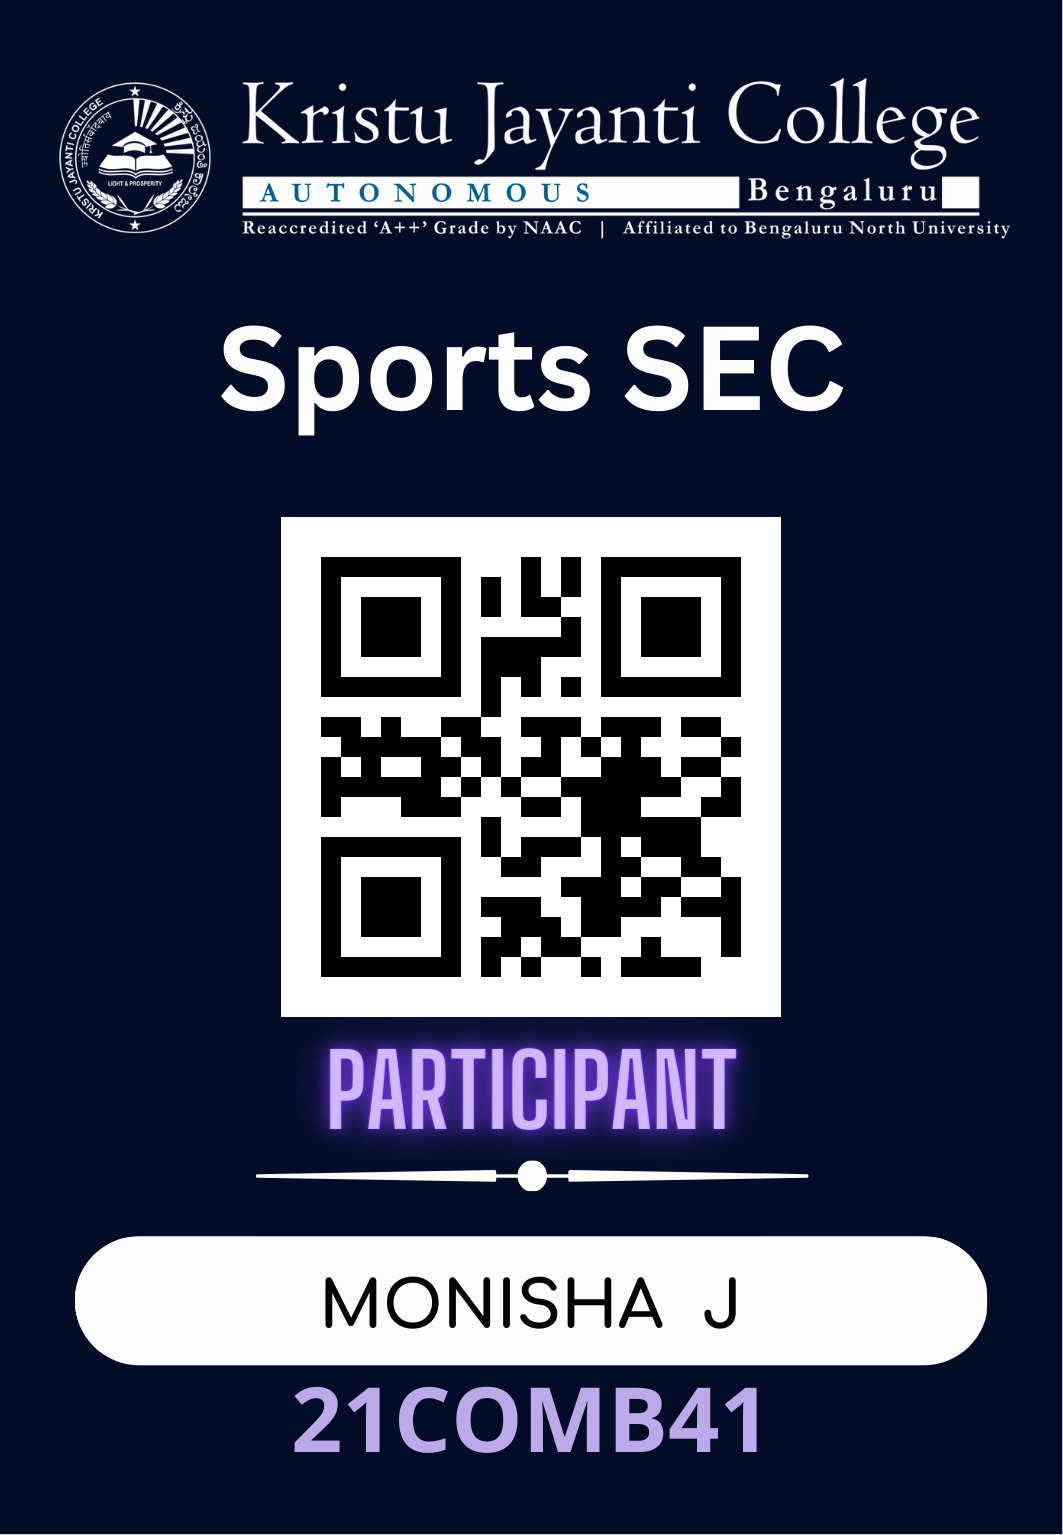 KRISTU JAYANTI COLLEGE
LIGHT & PROSPERITY
Kristu Jayanti College
AUTONOMOUS Bengaluru
Reaccredited ‘A++’ Grade by NAAC | Affiliated to Bengaluru North University
Sports SEC
PARTICIPANT
MONISHA J
21COMB41